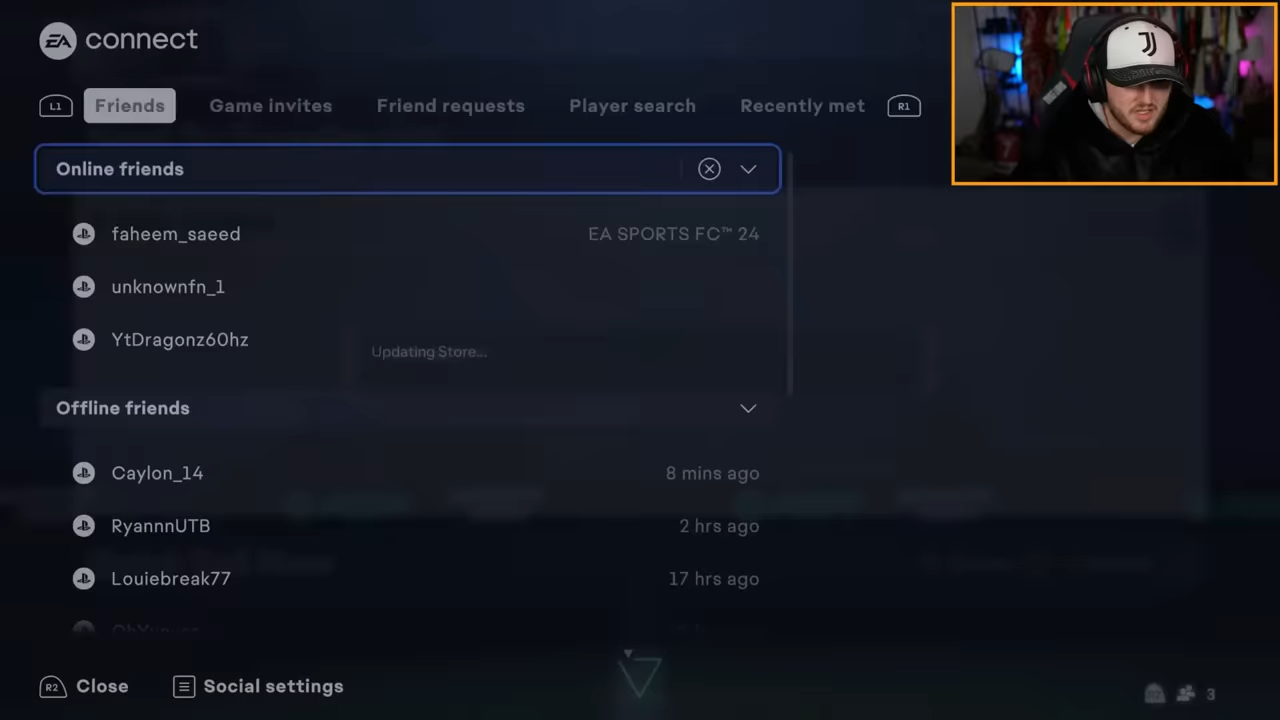 EA connect
L1 Friends Game invites Friend requests Player search Recently met R1
Online friends
faheem_saeed EA SPORTS FC™ 24
unknownfn_1
YtDragonz60hz
Updating Store...
Offline friends
Caylon_14 8 mins ago
RyannnUTB 2 hrs ago
Louiebreak77 17 hrs ago
R2 Close Social settings
3